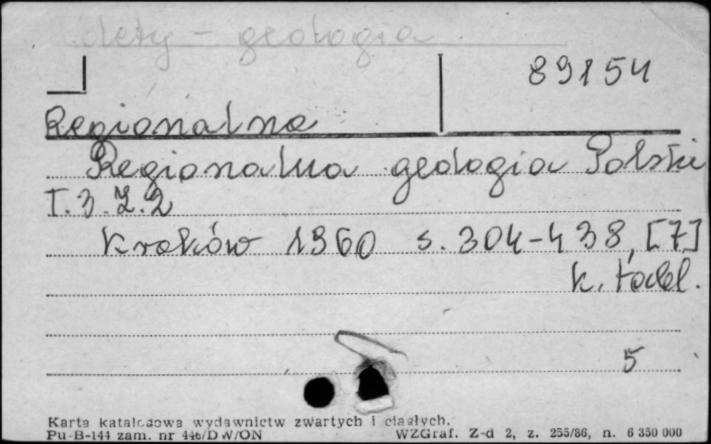 dety - geologia
89154
Regionalna
Regionalna geologia Polski
T.3.Z.2
Kraków 1960 s. 304-438, [7]
k. tabl.
5
Karta katalogowa wydawnictw zwartych i ciągłych.
Pu-B-144 zam. nr 446/DW/ON WZGraf. Z-d 2, z. 255/86, n. 6 350 000